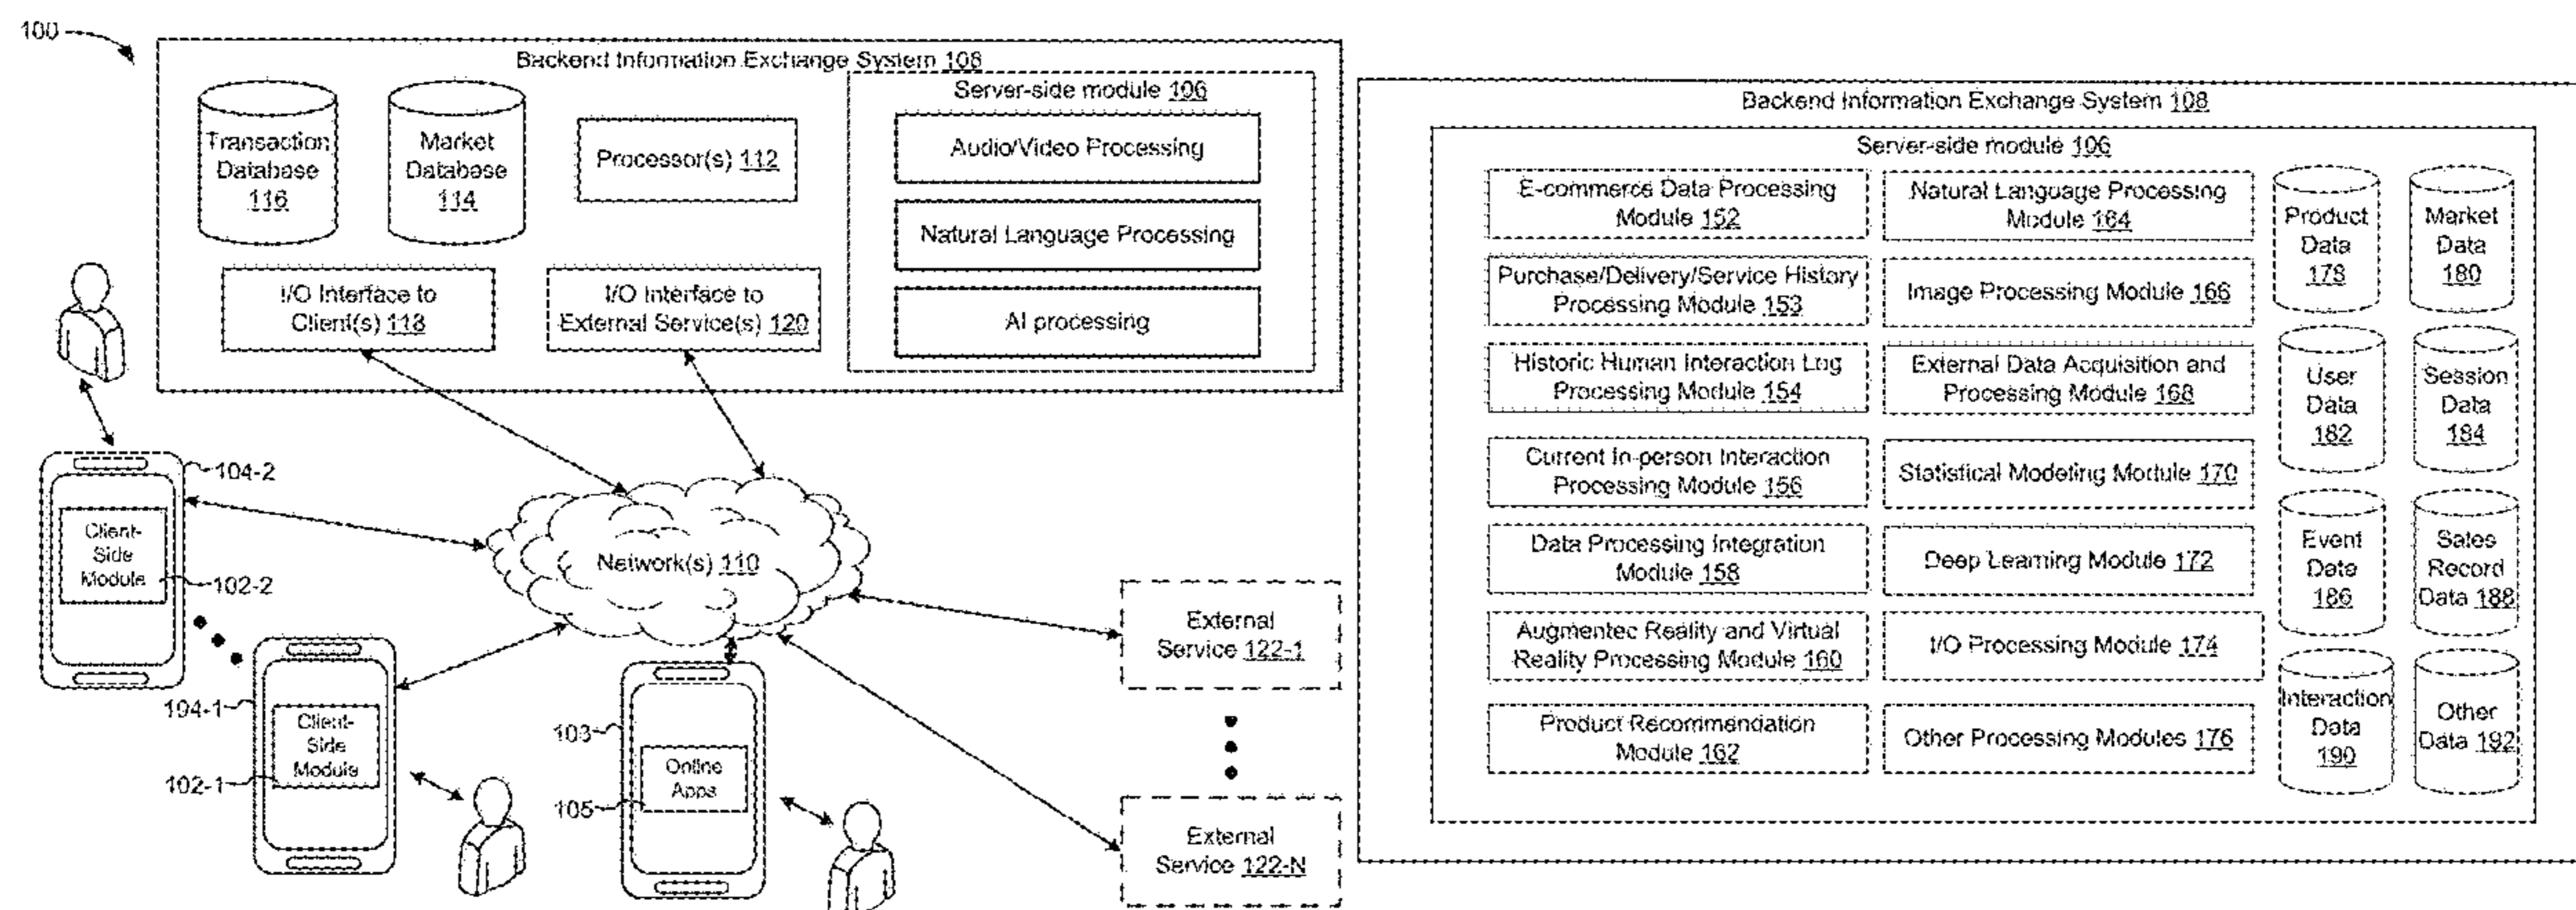 100
Backend Information Exchange System 108
Transaction
Database
116
Market
Database
114
Processor(s) 112
Server-side module 106
Audio/Video Processing
Natural Language Processing
AI processing
I/O Interface to
Client(s) 118
I/O Interface to
External Service(s) 120
104-2
Client-
Side
Module
102-2
Network(s) 110
104-1
Client-
Side
Module
102-1
103
Online
Apps
105
External
Service 122-1
External
Service 122-N
Backend Information Exchange System 108
Server-side module 106
E-commerce Data Processing
Module 152
Purchase/Delivery/Service History
Processing Module 153
Historic Human Interaction Log
Processing Module 154
Current In-person Interaction
Processing Module 156
Data Processing Integration
Module 158
Augmented Reality and Virtual
Reality Processing Module 160
Product Recommendation
Module 162
Natural Language Processing
Module 164
Image Processing Module 166
External Data Acquisition and
Processing Module 168
Statistical Modeling Module 170
Deep Learning Module 172
I/O Processing Module 174
Other Processing Modules 176
Product
Data
178
Market
Data
180
User
Data
182
Session
Data
184
Event
Data
186
Sales
Record
Data 188
Interaction
Data
190
Other
Data 192